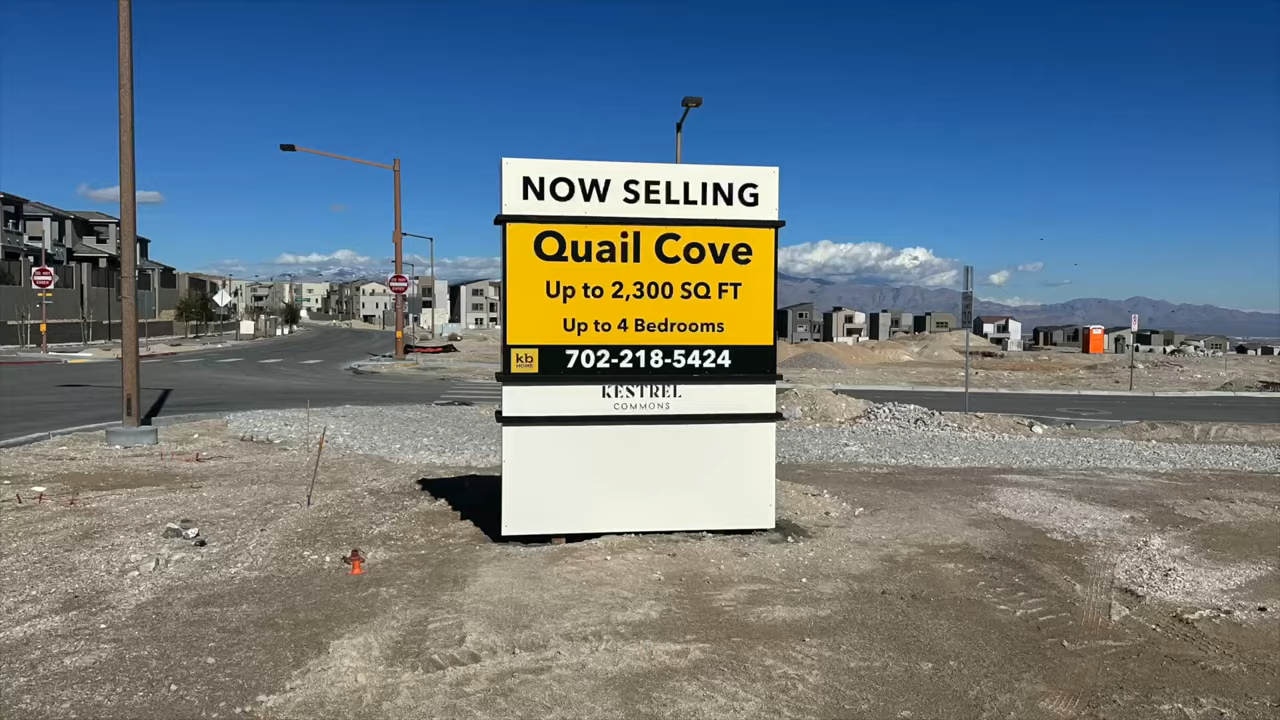 NOW SELLING
Quail Cove
Up to 2,300 SQ FT
Up to 4 Bedrooms
kb
HOME
702-218-5424
KESTREL
COMMONS